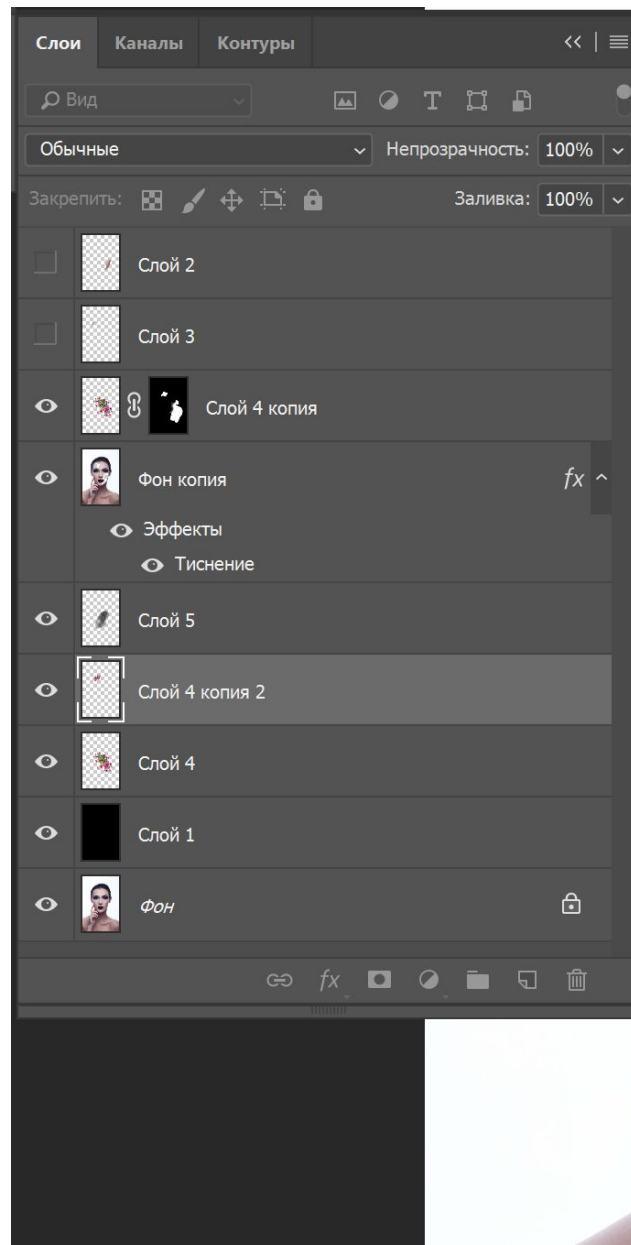 Слои Каналы Контуры
Вид
Обычные Непрозрачность: 100%
Закрепить: Заливка: 100%
Слой 2
Слой 3
Слой 4 копия
Фон копия fx
Эффекты
Тиснение
Слой 5
Слой 4 копия 2
Слой 4
Слой 1
Фон
fx